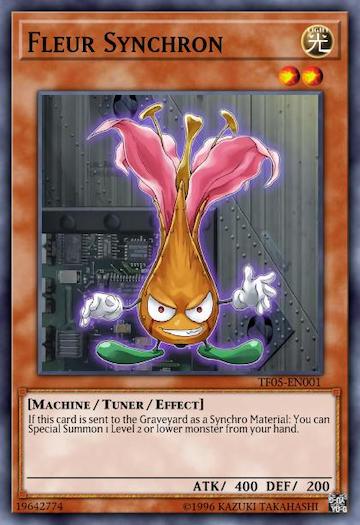 FLEUR SYNCHRON
LIGHT
光
TF05-EN001
[MACHINE / TUNER / EFFECT]
If this card is sent to the Graveyard as a Synchro Material: You can
Special Summon 1 Level 2 or lower monster from your hand.
ATK/ 400 DEF/ 200
19642774
©1996 KAZUKI TAKAHASHI